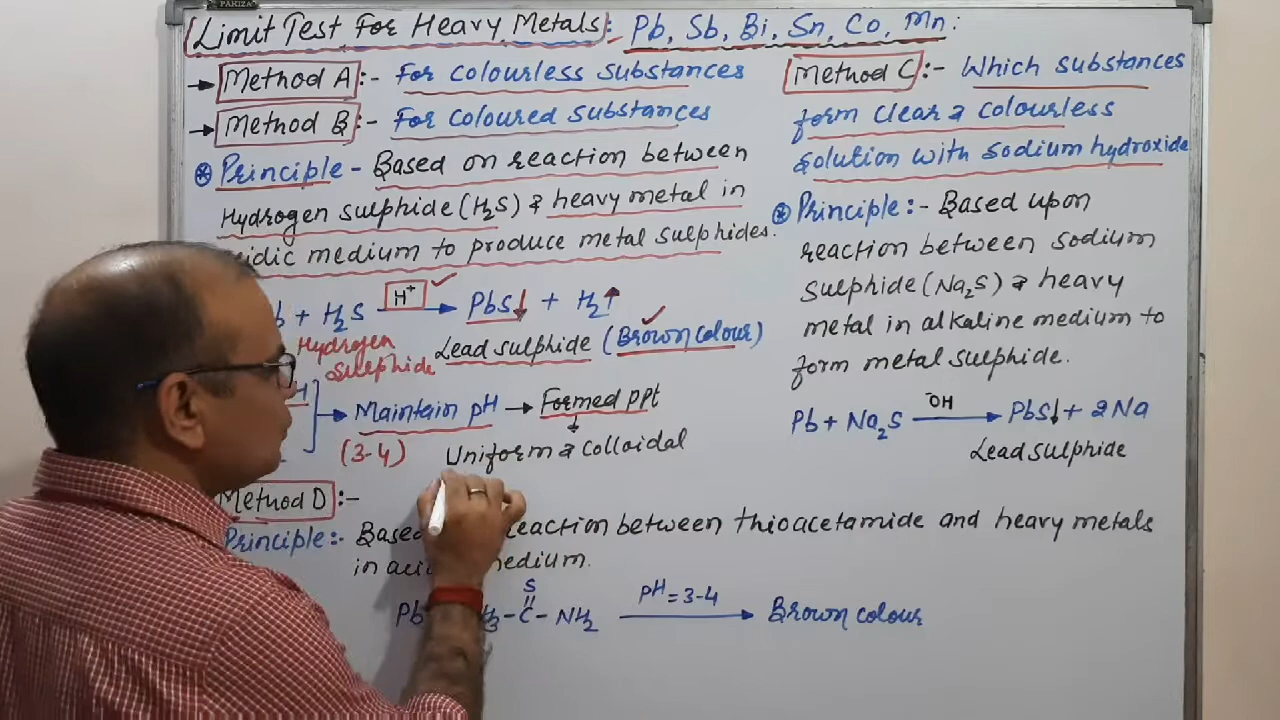 PAKIZA
Limit Test For Heavy Metals: Pb, Sb, Bi, Sn, Co, Mn:
→ Method A :- For colourless substances
→ Method B :- For coloured substances
Principle - Based on reaction between
Hydrogen sulphide (H₂S) & heavy metal in
medium to produce metal sulphides.
+ H₂S H⁺ → PbS↓ + H₂↑
Hydrogen sulphide
Lead sulphide (Brown colour)
→ Maintain pH → Formed ppt
(3-4) Uniform & colloidal
Method C :- Which substances
form clear & colourless
solution with sodium hydroxide
Principle :- Based upon
reaction between sodium
sulphide (Na₂S) & heavy
metal in alkaline medium to
form metal sulphide.
Pb + Na₂S OH⁻ → PbS↓ + 2Na
Lead sulphide
Method D :-
Principle :- Based reaction between thioacetamide and heavy metals
in medium.
Pb
S
||
- C - NH₂ pH = 3-4 → Brown colour